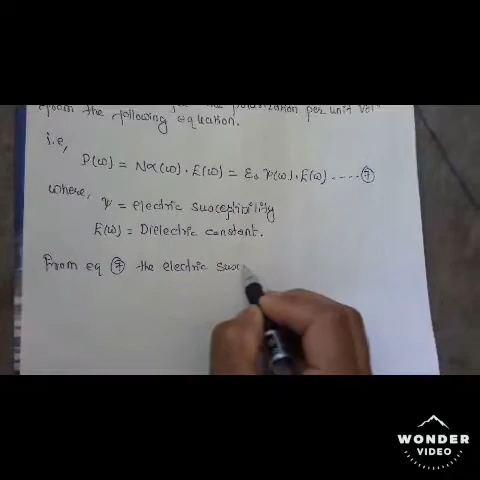 from the following equation.
i.e,
P(ω) = Nα(ω) . E(ω) = ε₀ ψ(ω) . E(ω) ..... ⑦
where,
ψ = electric susceptibility
E(ω) = Dielectric constant.
From eq ⑦ the electric susc
WONDER
VIDEO